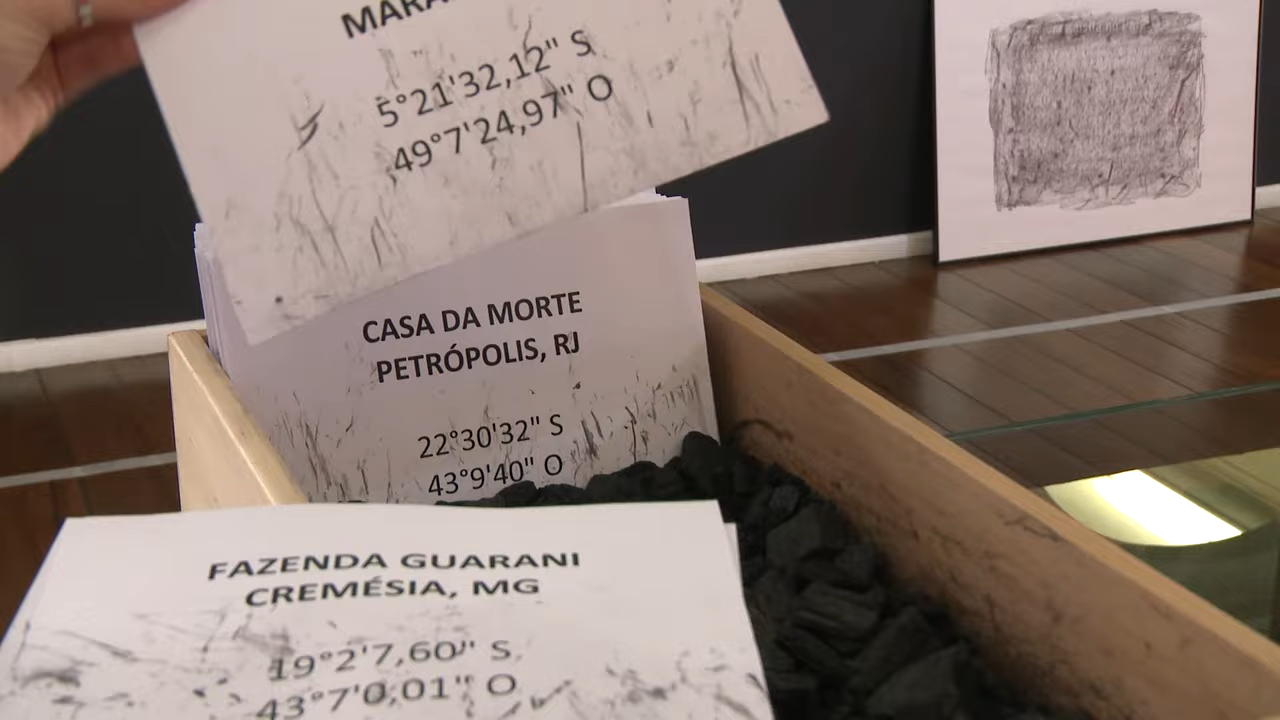 5°21'32,12" S
49°7'24,97" O
CASA DA MORTE
PETRÓPOLIS, RJ
22°30'32" S
43°9'40" O
FAZENDA GUARANI
CREMÉSIA, MG
19°2'7,60" S
43°7'0,01" O